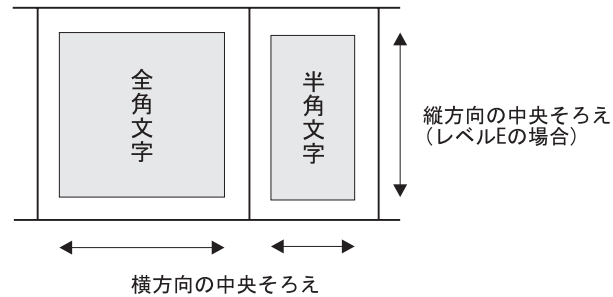 全角文字
半角文字
縦方向の中央そろえ
（レベルEの場合）
横方向の中央そろえ